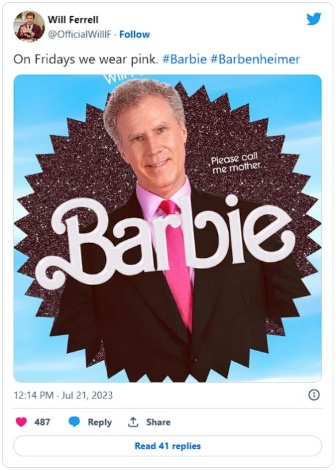 Will Ferrell
@OfficialWillF · Follow
On Fridays we wear pink. #Barbie #Barbenheimer
Please call
me mother.
Barbie
12:14 PM · Jul 21, 2023
487
Reply
Share
Read 41 replies